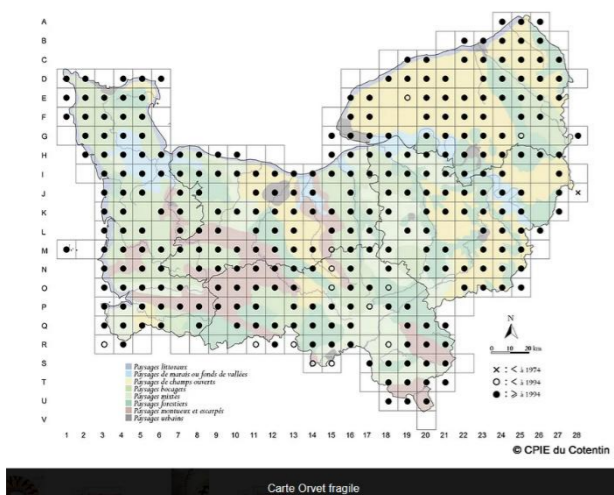 A
B
C
D
E
F
G
H
I
J
K
L
M
N
O
P
Q
R
S
T
U
V
Paysages littoraux
Paysages de marais ou fonds de vallées
Paysages de champs ouverts
Paysages bocagers
Paysages mixtes
Paysages forestiers
Paysages montueux et escarpés
Paysages urbains
N
0 10 20 km
× : < à 1974
○ : < à 1994
● : ⩾ à 1994
1 2 3 4 5 6 7 8 9 10 11 12 13 14 15 16 17 18 19 20 21 22 23 24 25 26 27 28
© CPIE du Cotentin
Carte Orvet fragile